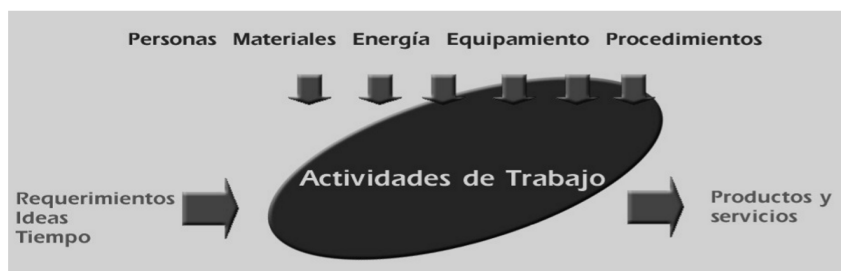 Personas Materiales Energía Equipamiento Procedimientos
Actividades de Trabajo
Requerimientos
Ideas
Tiempo
Productos y
servicios